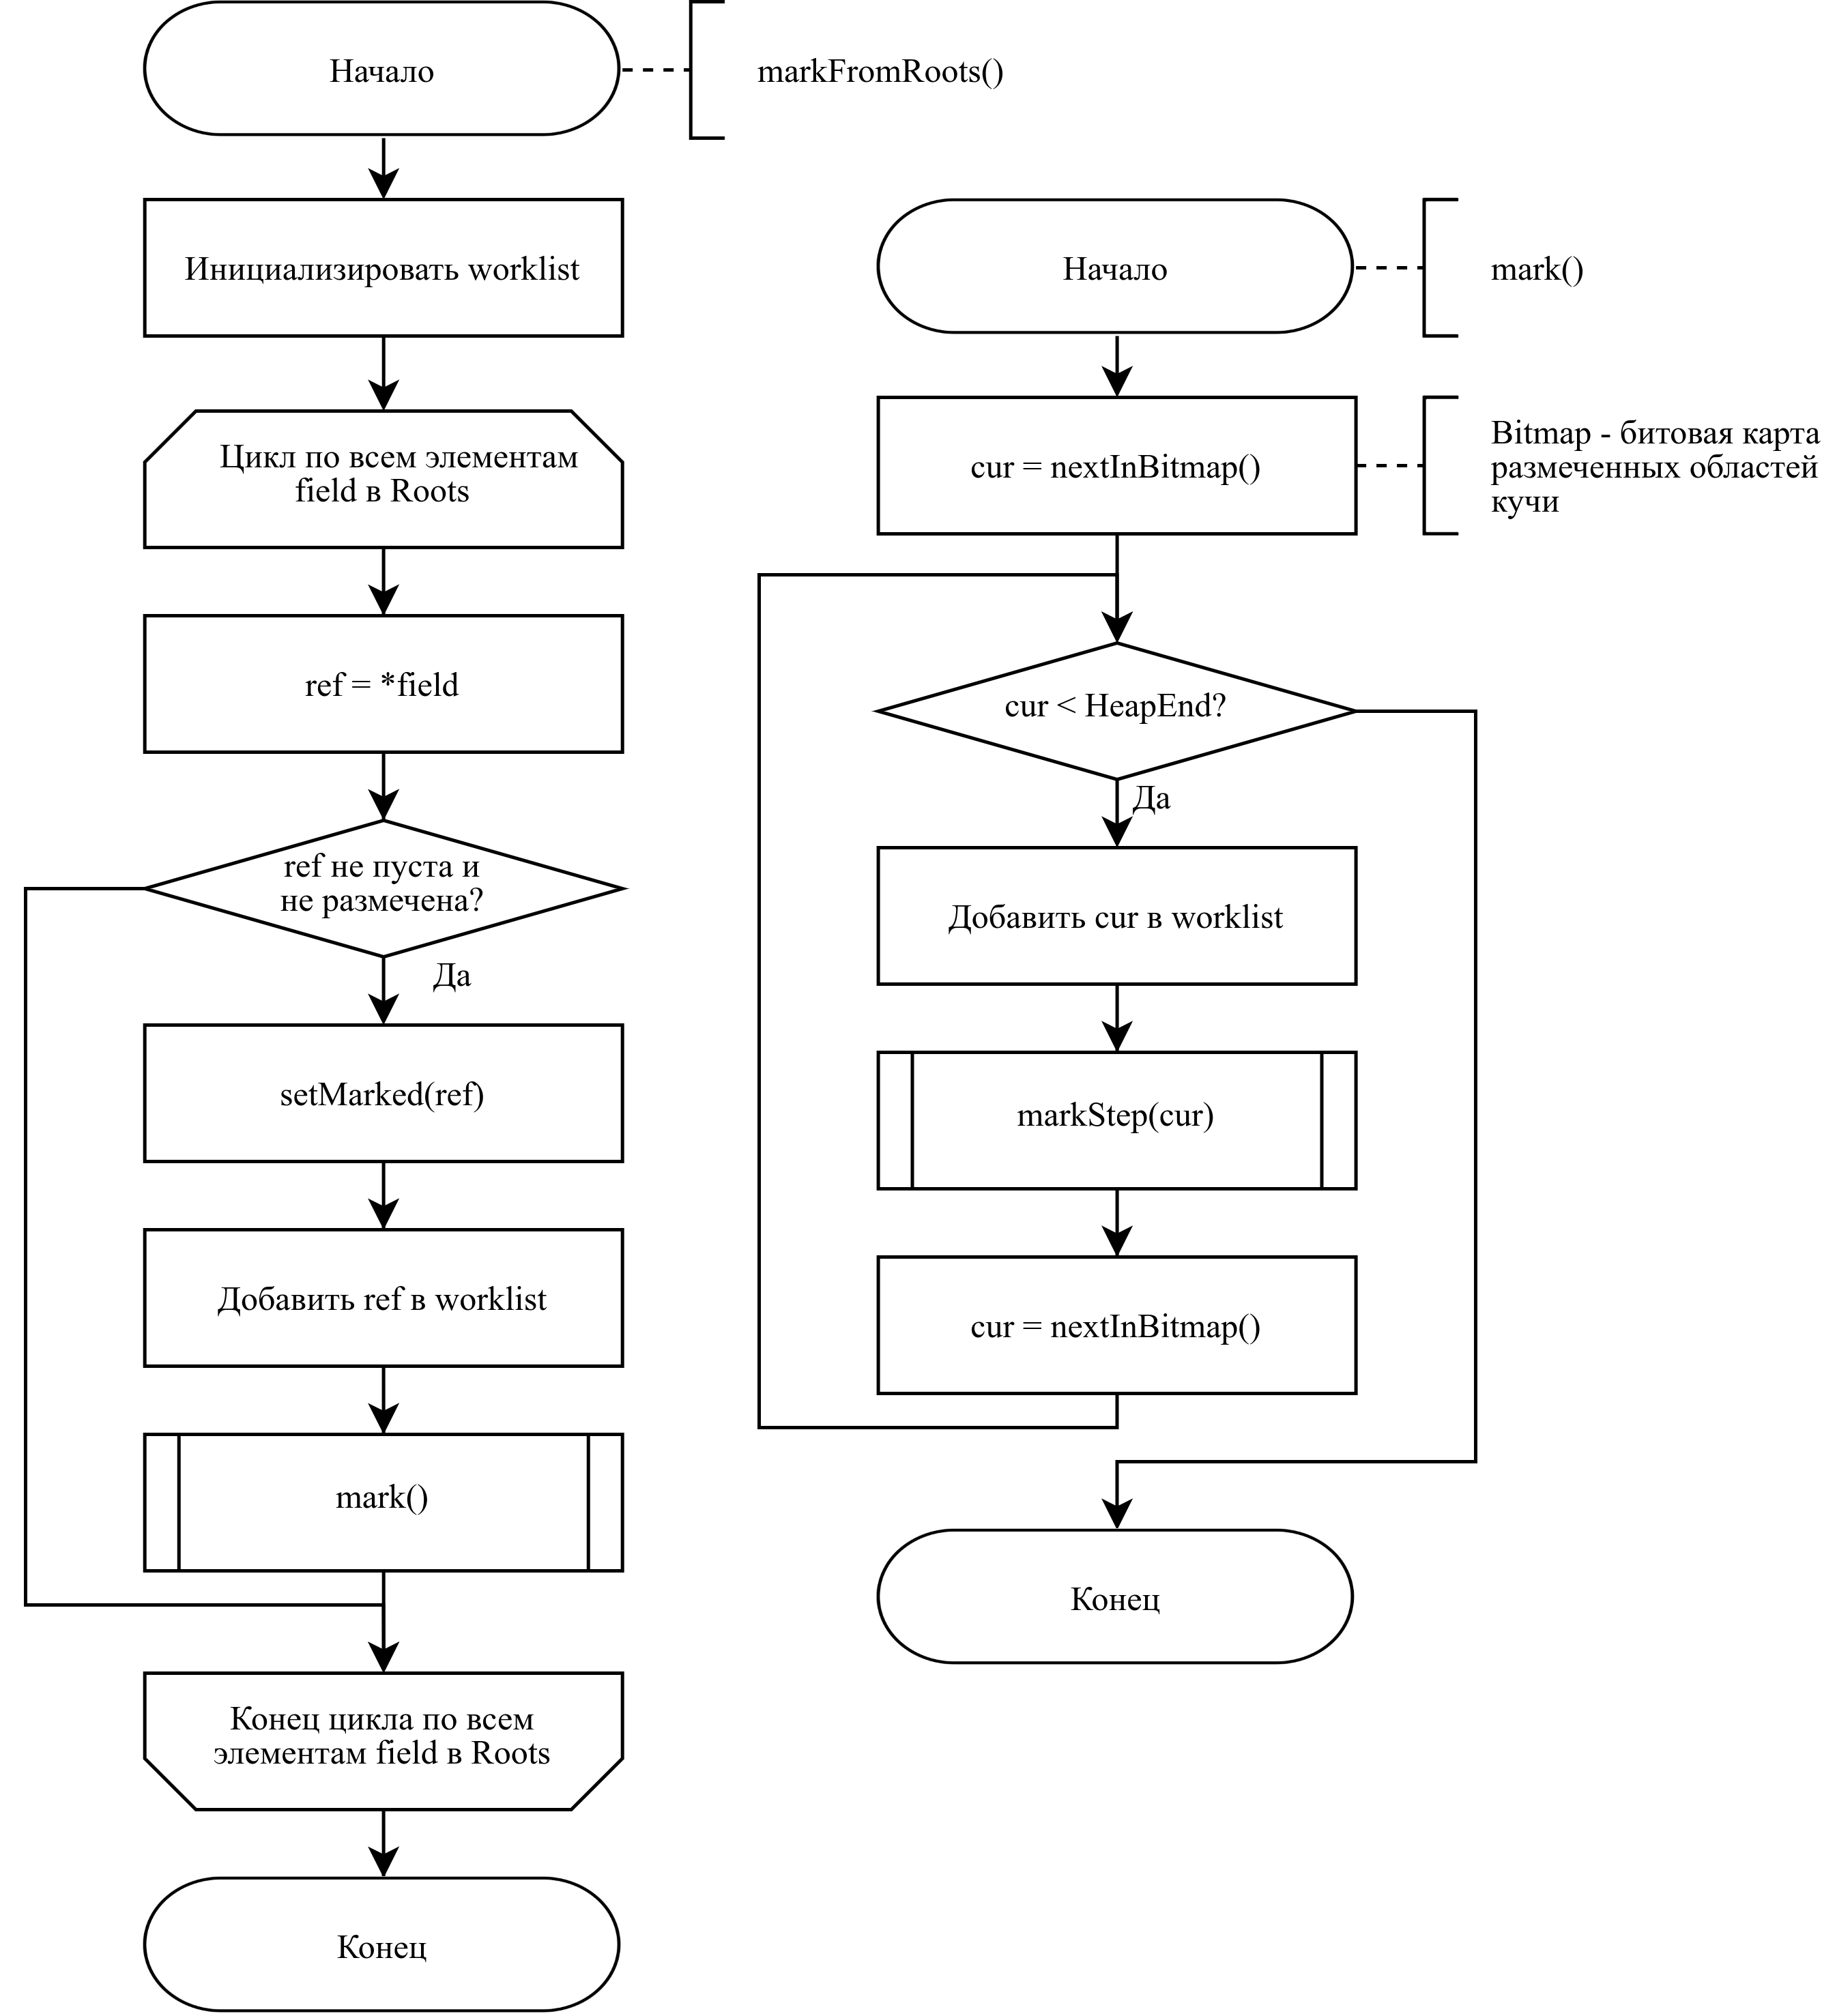 Начало
markFromRoots()
Инициализировать worklist
Цикл по всем элементам
field в Roots
ref = *field
ref не пуста и
не размечена?
Да
setMarked(ref)
Добавить ref в worklist
mark()
Конец цикла по всем
элементам field в Roots
Конец
Начало
mark()
cur = nextInBitmap()
Bitmap - битовая карта
размеченных областей
кучи
cur < HeapEnd?
Да
Добавить cur в worklist
markStep(cur)
cur = nextInBitmap()
Конец